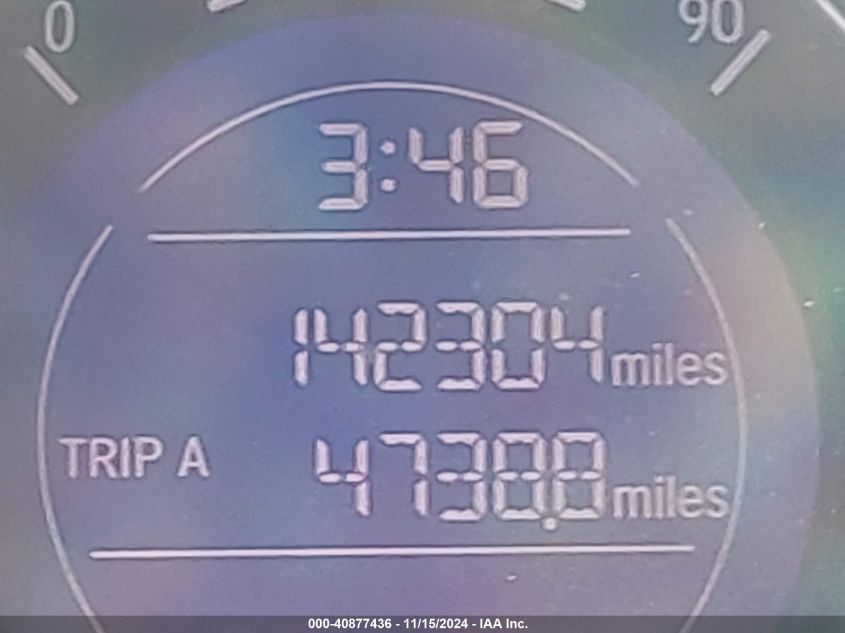 0 90
3:46
142304 miles
TRIP A 4738.8 miles
000-40877436 - 11/15/2024 - IAA Inc.